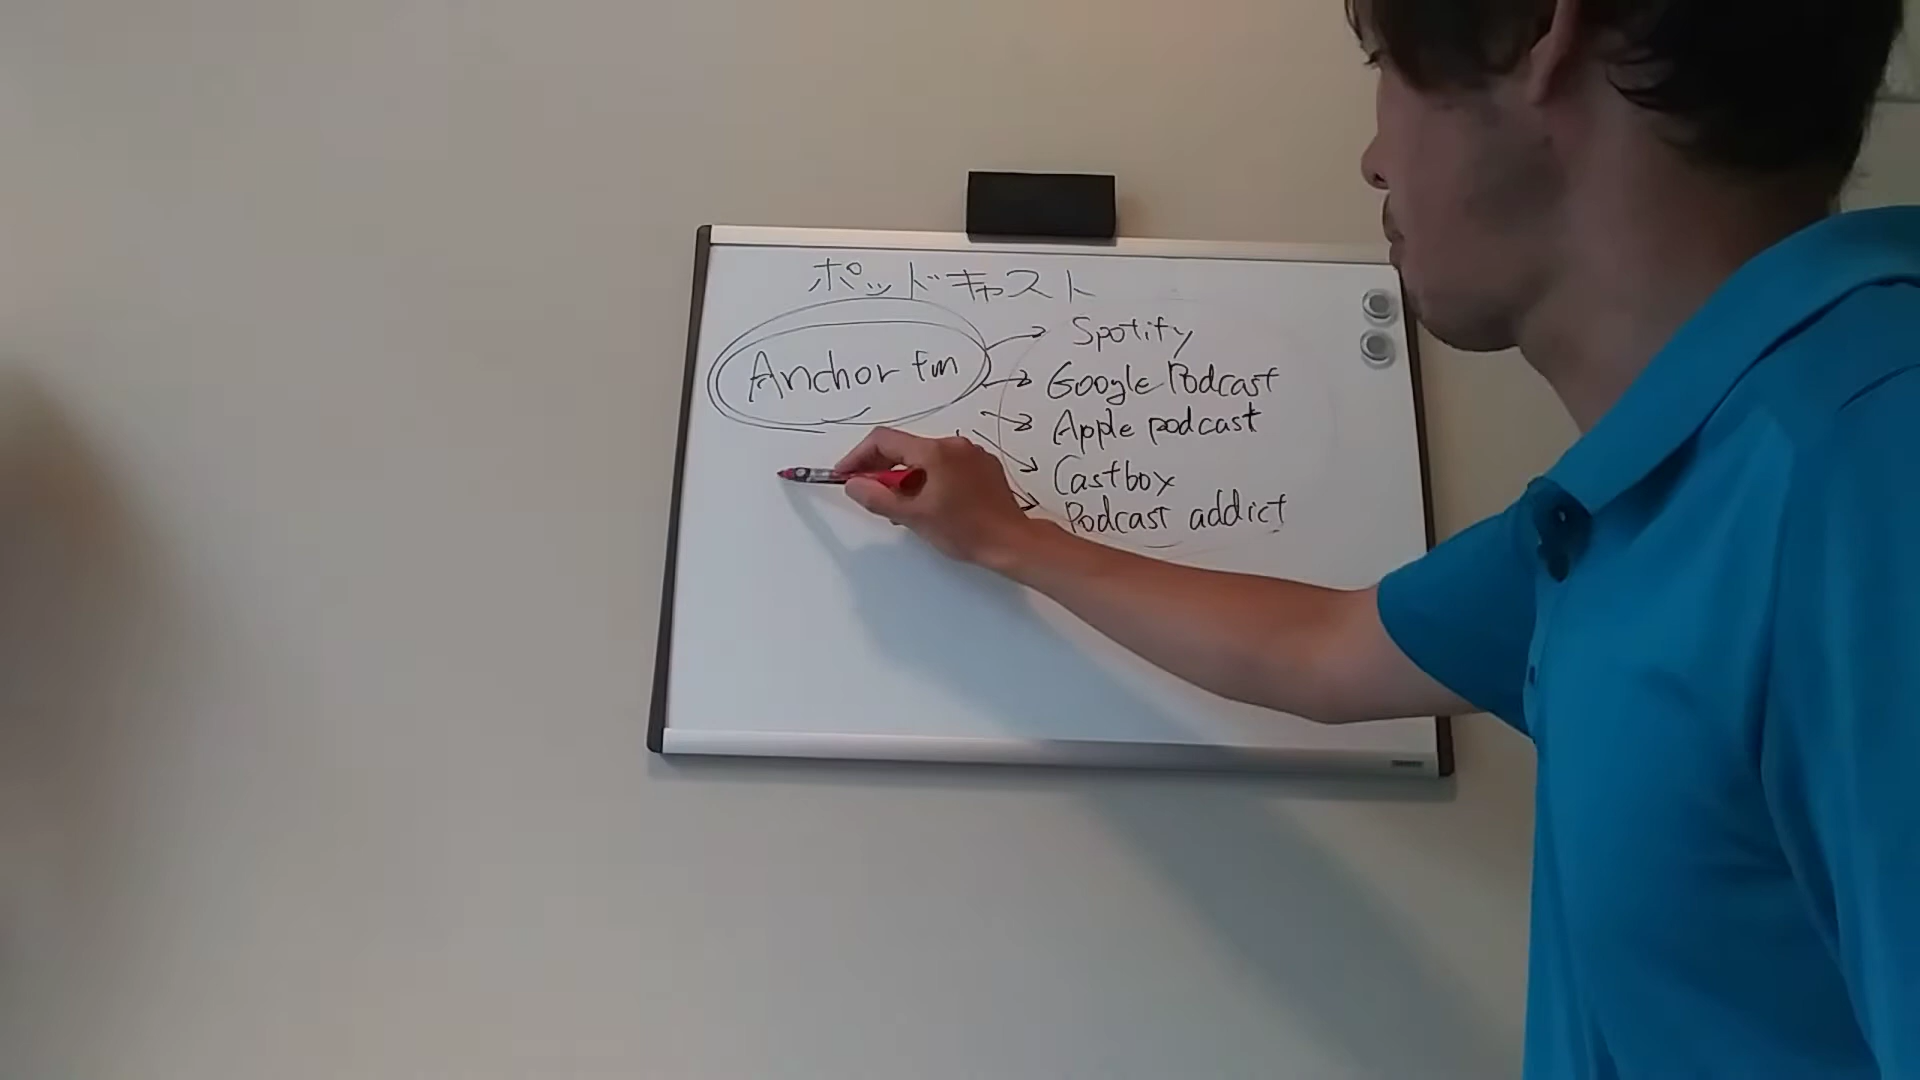 ポッドキャスト
Anchor fm
Spotify
Google Podcast
Apple podcast
Castbox
Podcast addict